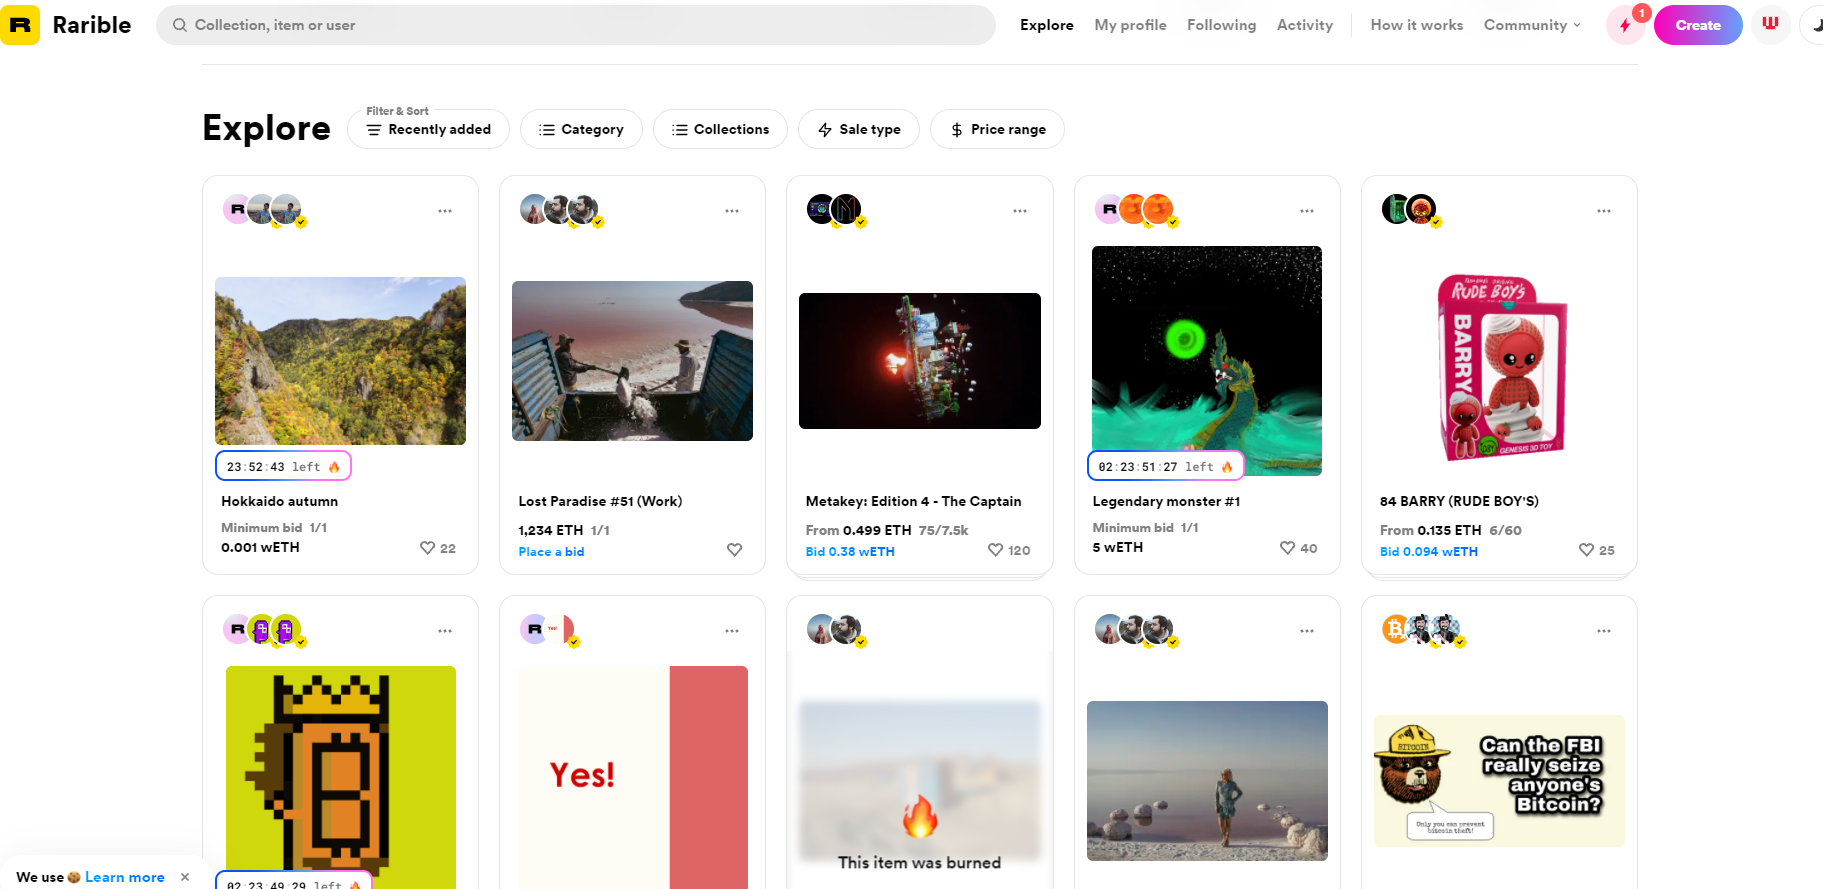 Rarible
Collection, item or user
Explore
My profile
Following
Activity
How it works
Community
1
Create
Explore
Filter & Sort
Recently added
Category
Collections
Sale type
Price range
23:52:43 left 🔥
Hokkaido autumn
Minimum bid 1/1
0.001 wETH
22
Lost Paradise #51 (Work)
1,234 ETH 1/1
Place a bid
Metakey: Edition 4 - The Captain
From 0.499 ETH 75/7.5k
Bid 0.38 wETH
120
02:23:51:27 left 🔥
Legendary monster #1
Minimum bid 1/1
5 wETH
40
RUDE BOY'S
BARRY
GENESIS 3D TOY
84 BARRY (RUDE BOY'S)
From 0.135 ETH 6/60
Bid 0.094 wETH
25
02:23:49:29 left 🔥
Yes!
Yes!
This item was burned
BITCOIN
Can the FBI
really seize
anyone's
Bitcoin?
Only you can prevent
bitcoin theft!
We use 🍪 Learn more